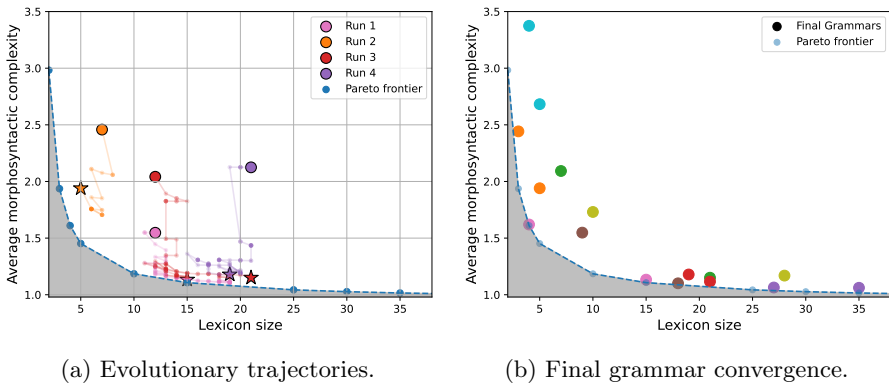 3.5
3.0
2.5
2.0
1.5
1.0
Average morphosyntactic complexity
5
10
15
20
25
30
35
Lexicon size
Run 1
Run 2
Run 3
Run 4
Pareto frontier
(a) Evolutionary trajectories.
3.5
3.0
2.5
2.0
1.5
1.0
Average morphosyntactic complexity
5
10
15
20
25
30
35
Lexicon size
Final Grammars
Pareto frontier
(b) Final grammar convergence.